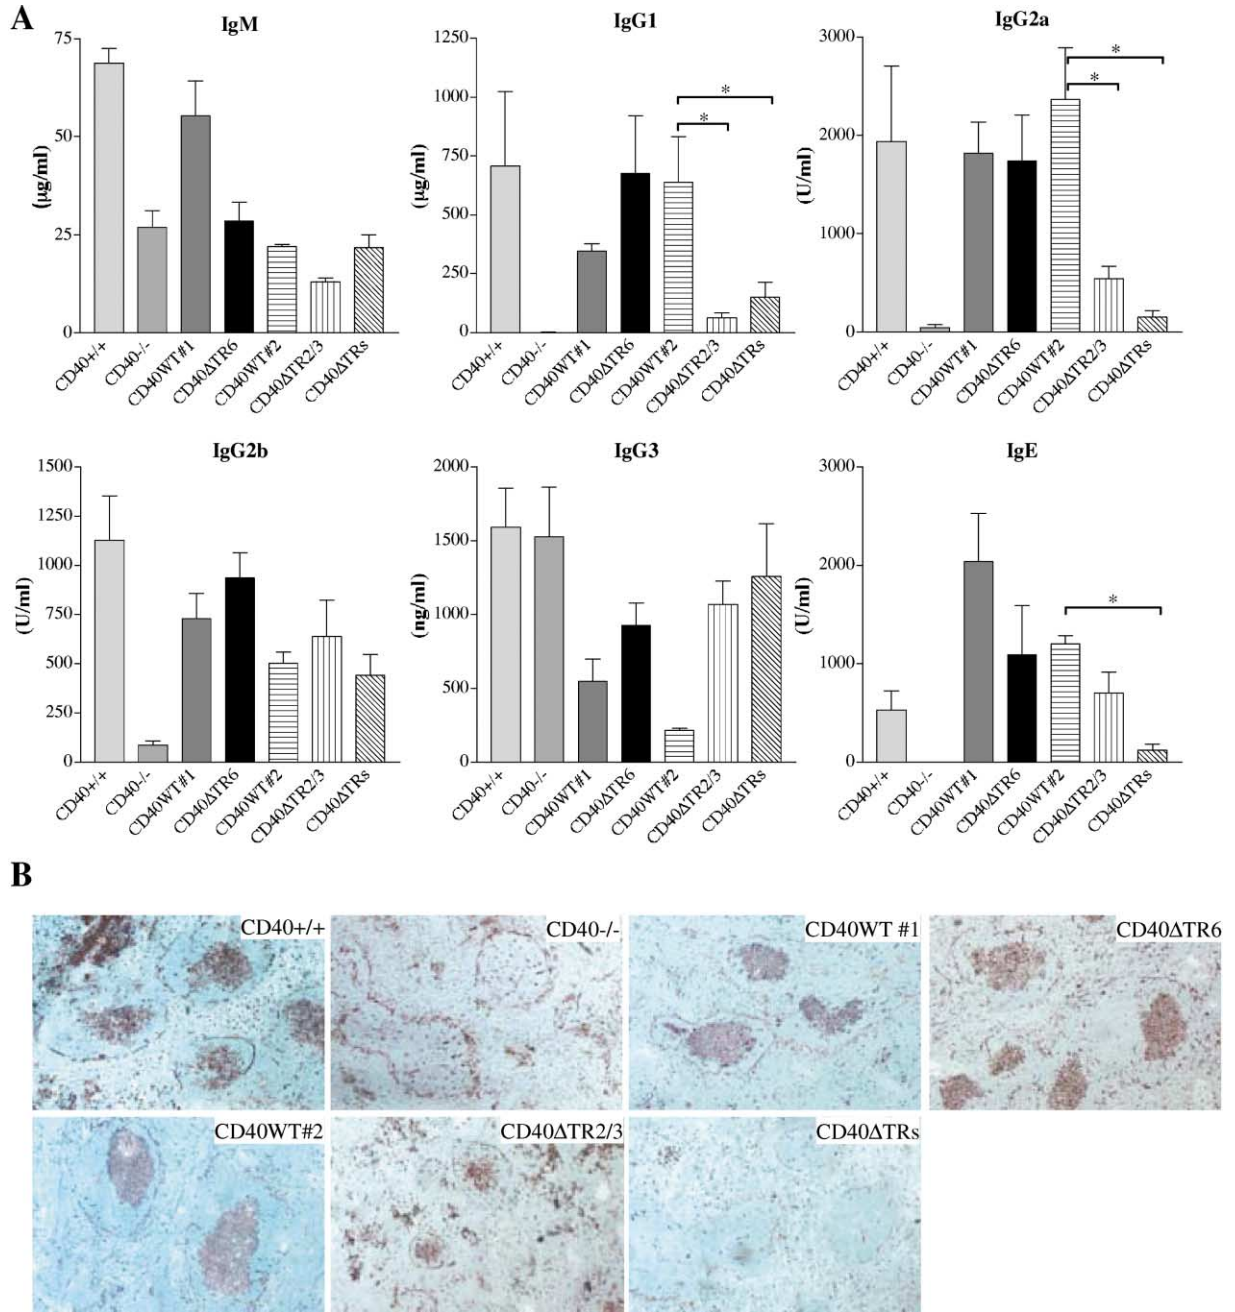 A
IgM
(µg/ml)
75
50
25
0
CD40+/+
CD40-/-
CD40WT#1
CD40ΔTR6
CD40WT#2
CD40ΔTR2/3
CD40ΔTRs
IgG1
(µg/ml)
1250
1000
750
500
250
0
* 
*
CD40+/+
CD40-/-
CD40WT#1
CD40ΔTR6
CD40WT#2
CD40ΔTR2/3
CD40ΔTRs
IgG2a
(U/ml)
3000
2000
1000
0
*
*
CD40+/+
CD40-/-
CD40WT#1
CD40ΔTR6
CD40WT#2
CD40ΔTR2/3
CD40ΔTRs
IgG2b
(U/ml)
1500
1250
1000
750
500
250
0
CD40+/+
CD40-/-
CD40WT#1
CD40ΔTR6
CD40WT#2
CD40ΔTR2/3
CD40ΔTRs
IgG3
(ng/ml)
2000
1500
1000
500
0
CD40+/+
CD40-/-
CD40WT#1
CD40ΔTR6
CD40WT#2
CD40ΔTR2/3
CD40ΔTRs
IgE
(U/ml)
3000
2000
1000
0
*
CD40+/+
CD40-/-
CD40WT#1
CD40ΔTR6
CD40WT#2
CD40ΔTR2/3
CD40ΔTRs
B
CD40+/+
CD40-/-
CD40WT #1
CD40ΔTR6
CD40WT#2
CD40ΔTR2/3
CD40ΔTRs